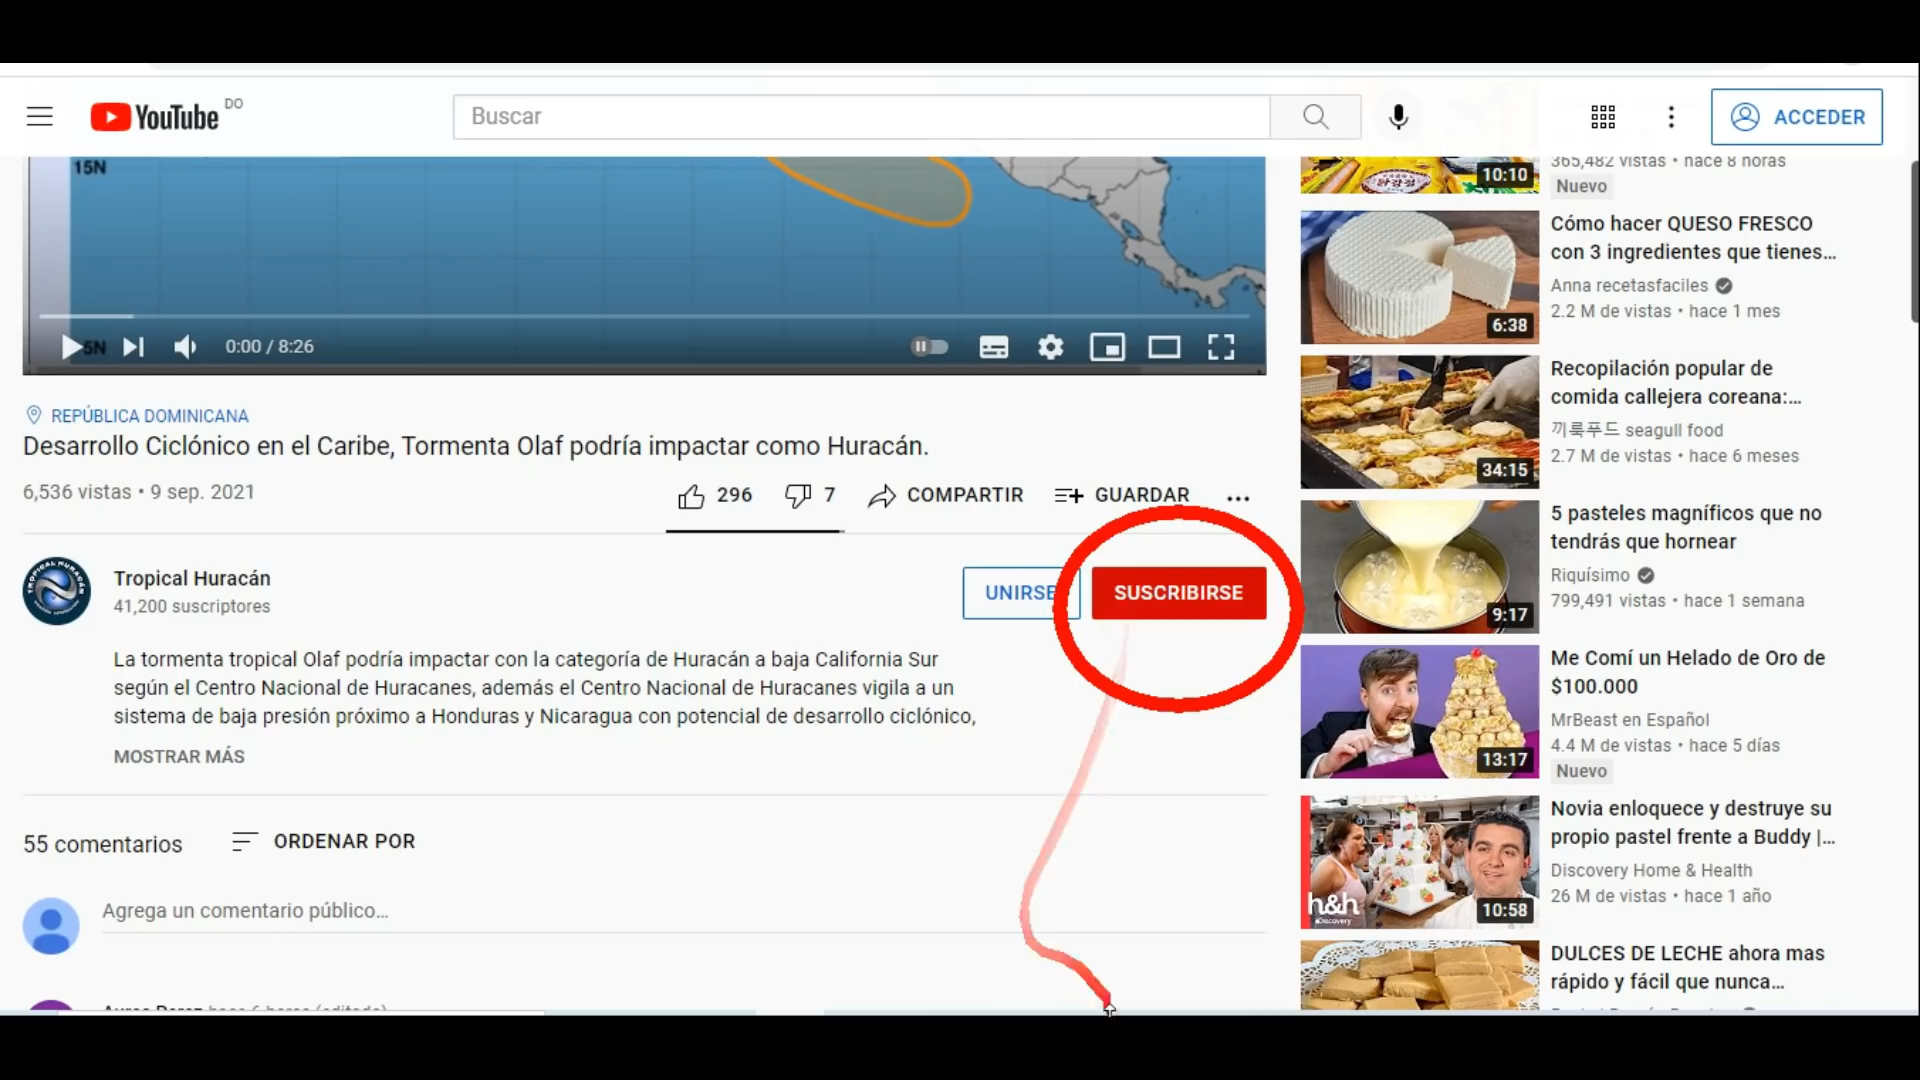 YouTube DO
Buscar
ACCEDER
15N
5N
0:00 / 8:26
REPÚBLICA DOMINICANA
Desarrollo Ciclónico en el Caribe, Tormenta Olaf podría impactar como Huracán.
6,536 vistas • 9 sep. 2021
296
7
COMPARTIR
GUARDAR
TROPICAL HURACÁN
Tropical Huracán
41,200 suscriptores
UNIRSE
SUSCRIBIRSE
La tormenta tropical Olaf podría impactar con la categoría de Huracán a baja California Sur
según el Centro Nacional de Huracanes, además el Centro Nacional de Huracanes vigila a un
sistema de baja presión próximo a Honduras y Nicaragua con potencial de desarrollo ciclónico,
MOSTRAR MÁS
55 comentarios
ORDENAR POR
Agrega un comentario público...
10:10
365,482 vistas • hace 8 horas
Nuevo
6:38
Cómo hacer QUESO FRESCO
con 3 ingredientes que tienes...
Anna recetasfaciles
2.2 M de vistas • hace 1 mes
34:15
Recopilación popular de
comida callejera coreana:...
끼룩푸드 seagull food
2.7 M de vistas • hace 6 meses
9:17
5 pasteles magníficos que no
tendrás que hornear
Riquísimo
799,491 vistas • hace 1 semana
13:17
Me Comí un Helado de Oro de
$100.000
MrBeast en Español
4.4 M de vistas • hace 5 días
Nuevo
h&h
Discovery
10:58
Novia enloquece y destruye su
propio pastel frente a Buddy |...
Discovery Home & Health
26 M de vistas • hace 1 año
DULCES DE LECHE ahora mas
rápido y fácil que nunca...